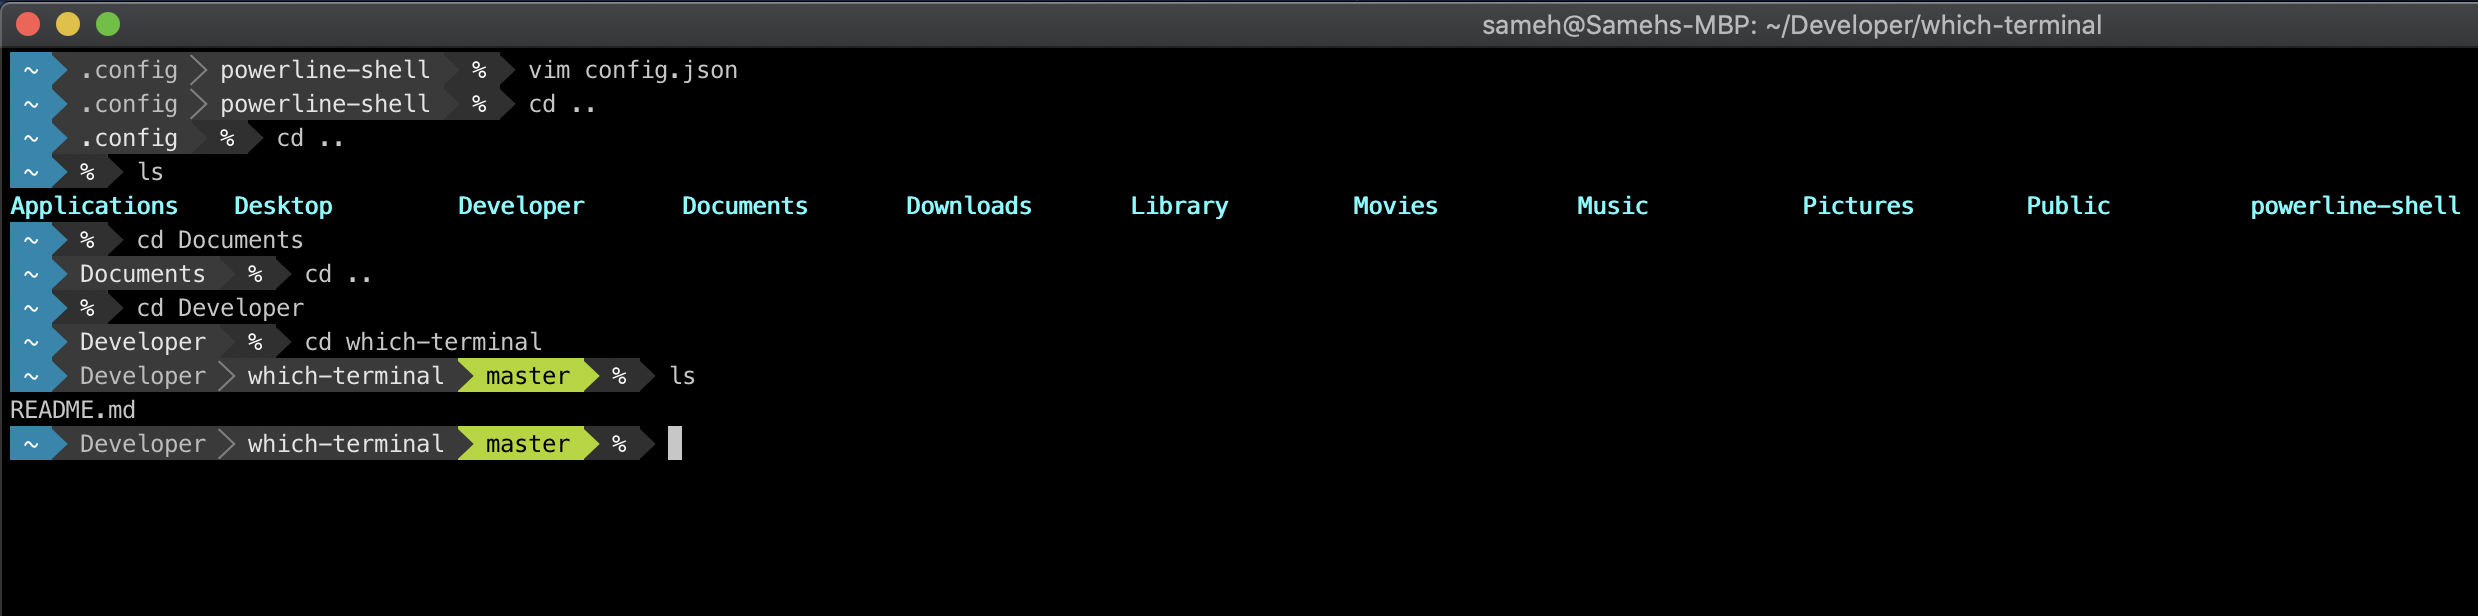 sameh@Samehs-MBP: ~/Developer/which-terminal
~ .config powerline-shell % vim config.json
~ .config powerline-shell % cd ..
~ .config % cd ..
~ % ls
Applications Desktop Developer Documents Downloads Library Movies Music Pictures Public powerline-shell
~ % cd Documents
~ Documents % cd ..
~ % cd Developer
~ Developer % cd which-terminal
~ Developer which-terminal master % ls
README.md
~ Developer which-terminal master %